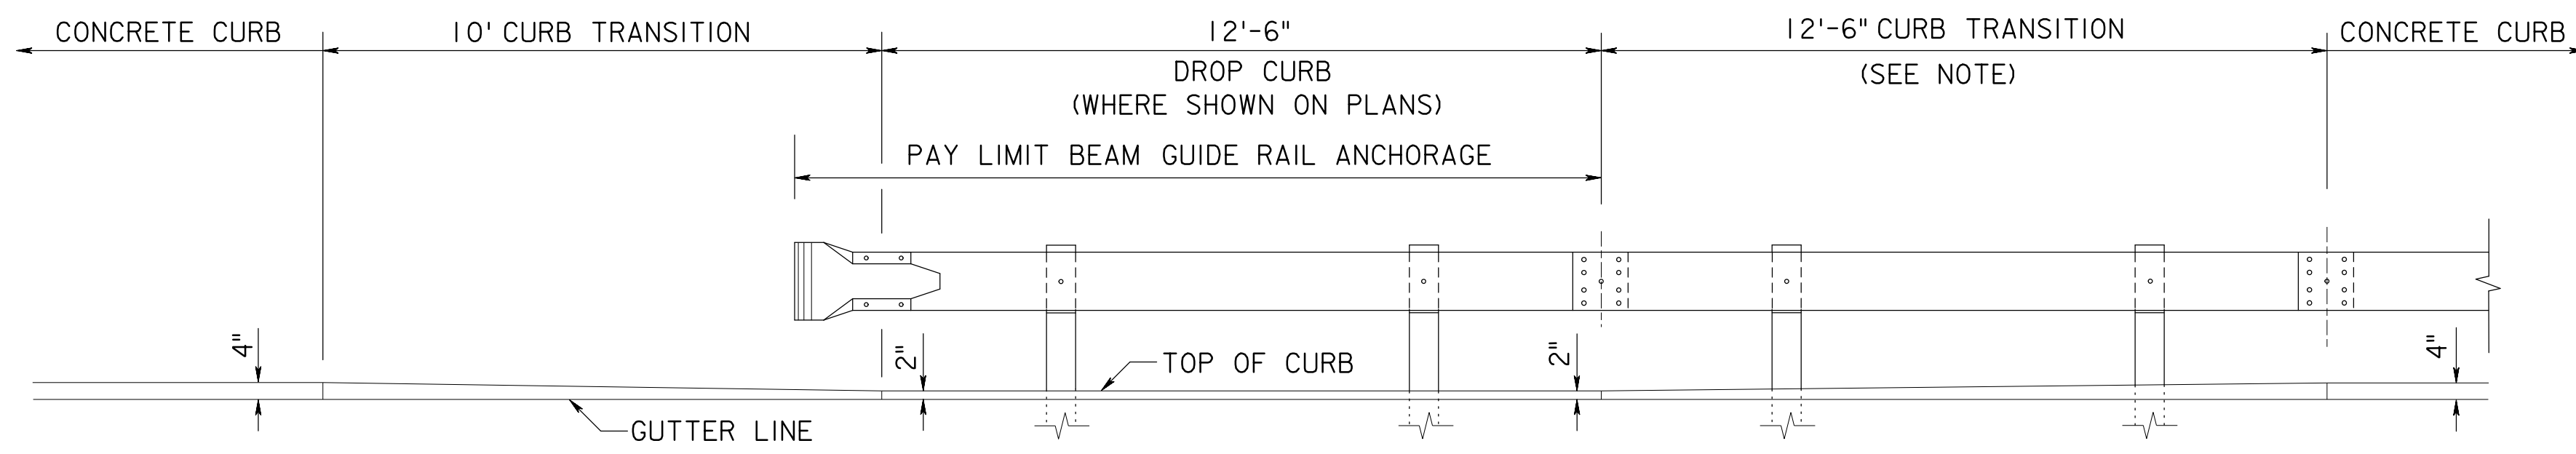 CONCRETE CURB
10' CURB TRANSITION
12'-6"
12'-6" CURB TRANSITION
CONCRETE CURB
DROP CURB
(WHERE SHOWN ON PLANS)
(SEE NOTE)
PAY LIMIT BEAM GUIDE RAIL ANCHORAGE
4"
2"
TOP OF CURB
2"
4"
GUTTER LINE